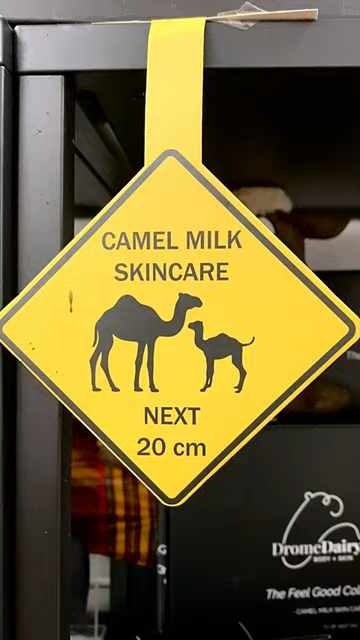 CAMEL MILK
SKINCARE
NEXT
20 cm
DromeDairy
BODY + SKIN
The Feel Good Co